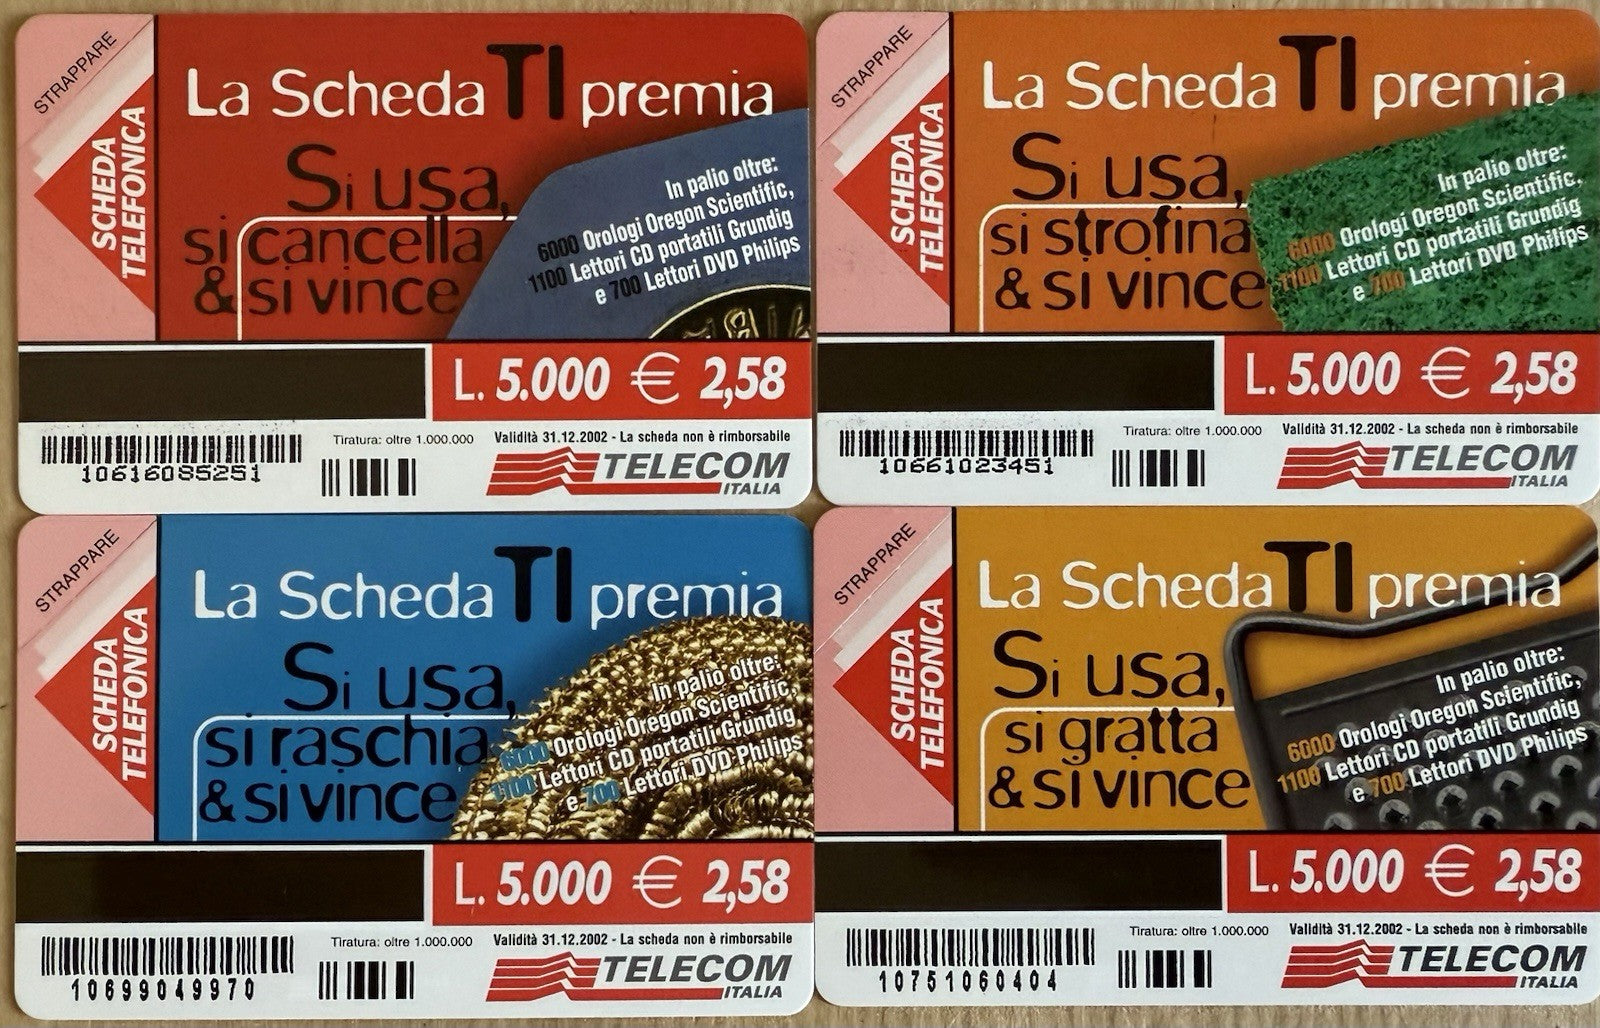 STRAPPARE
SCHEDA
TELEFONICA
La Scheda TI premia
Si usa,
si cancella
& si vince
In palio oltre:
6000 Orologi Oregon Scientific,
1100 Lettori CD portatili Grundig
e 700 Lettori DVD Philips
L. 5.000 € 2,58
10616085251
Tiratura: oltre 1.000.000
Validità 31.12.2002 - La scheda non è rimborsabile
TELECOM
ITALIA
STRAPPARE
SCHEDA
TELEFONICA
La Scheda TI premia
Si usa,
si strofina
& si vince
In palio oltre:
6000 Orologi Oregon Scientific,
1100 Lettori CD portatili Grundig
e 700 Lettori DVD Philips
L. 5.000 € 2,58
10661023451
Tiratura: oltre 1.000.000
Validità 31.12.2002 - La scheda non è rimborsabile
TELECOM
ITALIA
STRAPPARE
SCHEDA
TELEFONICA
La Scheda TI premia
Si usa,
si raschia
& si vince
In palio oltre:
6000 Orologi Oregon Scientific,
1100 Lettori CD portatili Grundig
e 700 Lettori DVD Philips
L. 5.000 € 2,58
10699049970
Tiratura: oltre 1.000.000
Validità 31.12.2002 - La scheda non è rimborsabile
TELECOM
ITALIA
STRAPPARE
SCHEDA
TELEFONICA
La Scheda TI premia
Si usa,
si gratta
& si vince
In palio oltre:
6000 Orologi Oregon Scientific,
1100 Lettori CD portatili Grundig
e 700 Lettori DVD Philips
L. 5.000 € 2,58
10751060404
Tiratura: oltre 1.000.000
Validità 31.12.2002 - La scheda non è rimborsabile
TELECOM
ITALIA